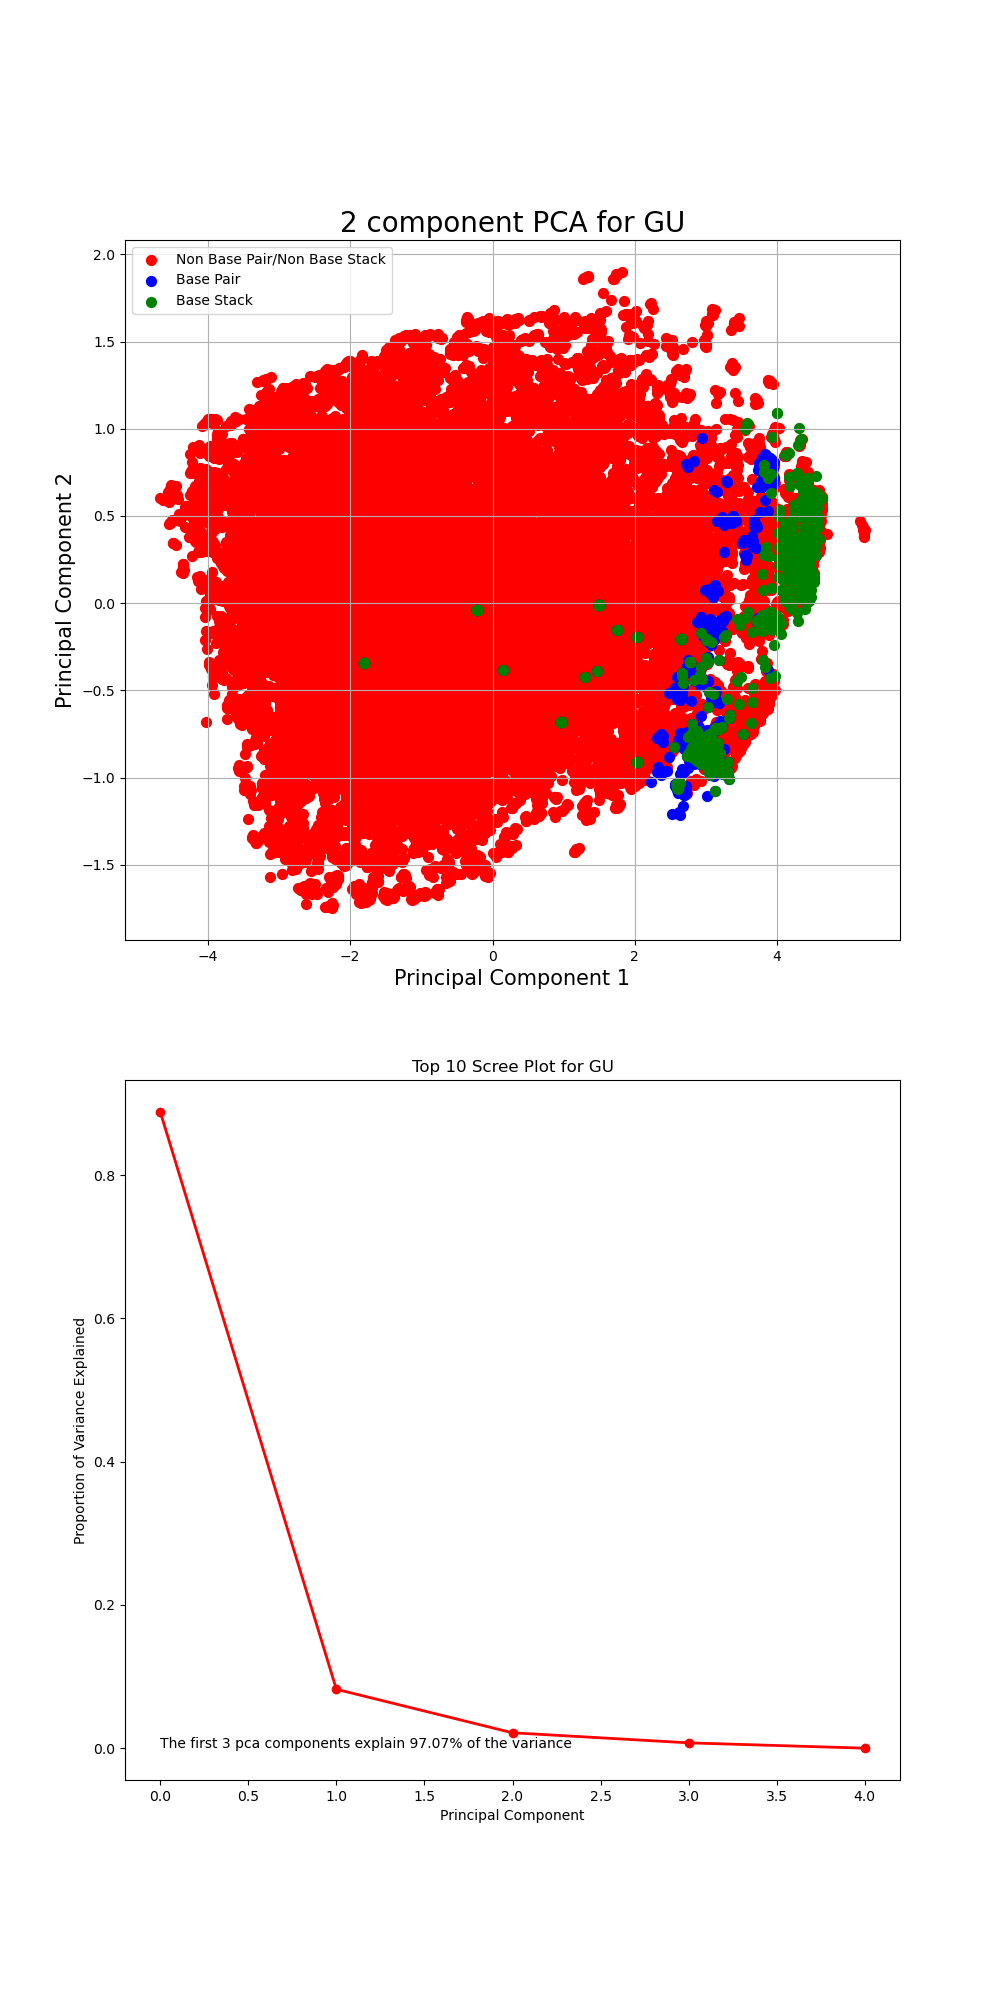 2 component PCA for GU
Non Base Pair/Non Base Stack
Base Pair
Base Stack
2.0
1.5
1.0
0.5
0.0
−0.5
−1.0
−1.5
Principal Component 2
−4
−2
0
2
4
Principal Component 1
Top 10 Scree Plot for GU
0.8
0.6
0.4
0.2
0.0
Proportion of Variance Explained
The first 3 pca components explain 97.07% of the variance
0.0
0.5
1.0
1.5
2.0
2.5
3.0
3.5
4.0
Principal Component